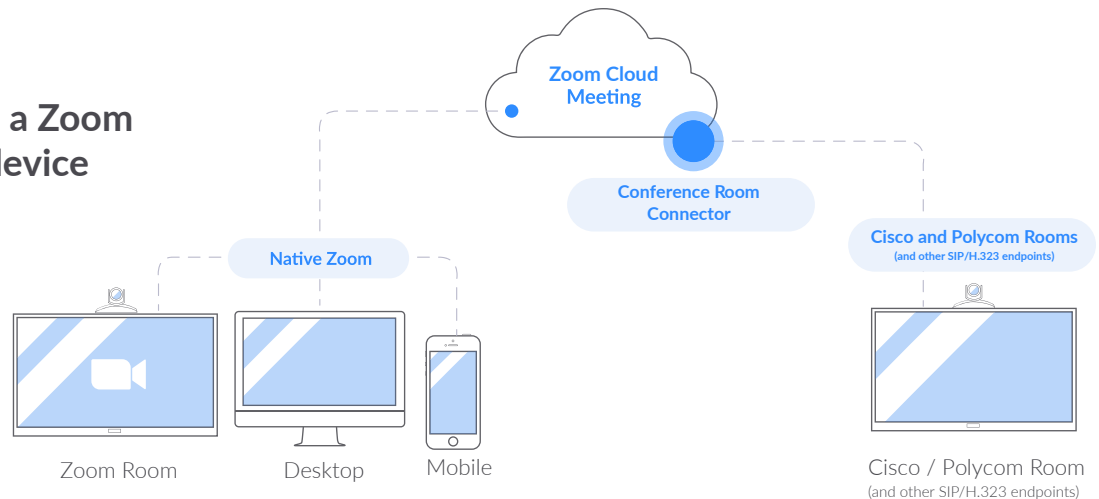 a Zoom
device
Zoom Cloud
Meeting
Conference Room
Connector
Native Zoom
Cisco and Polycom Rooms
(and other SIP/H.323 endpoints)
Zoom Room
Desktop
Mobile
Cisco / Polycom Room
(and other SIP/H.323 endpoints)